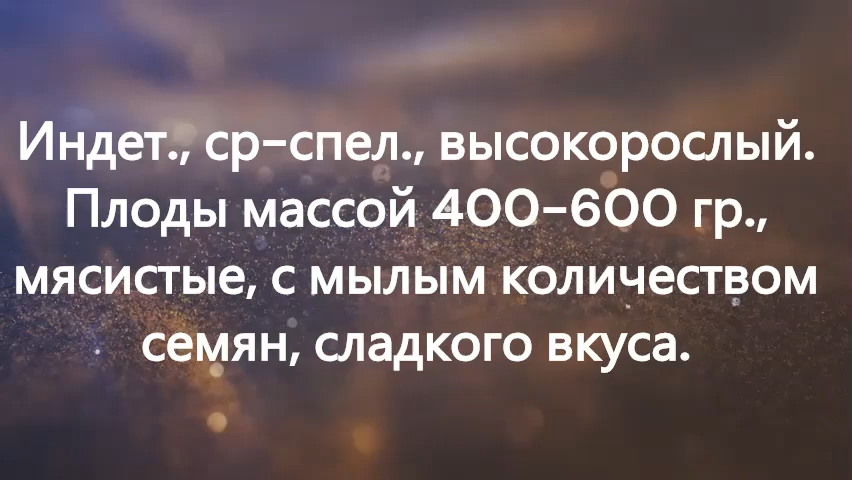 Индет., ср-спел., высокорослый.
Плоды массой 400-600 гр.,
мясистые, с мылым количеством
семян, сладкого вкуса.